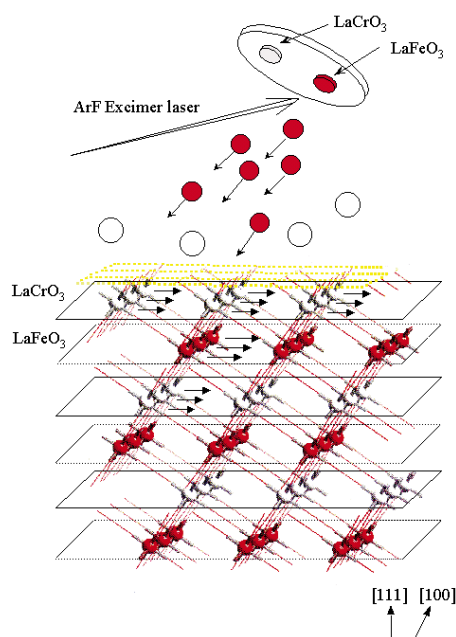 LaCrO₃
LaFeO₃
ArF Excimer laser
LaCrO₃
LaFeO₃
[111] [100]